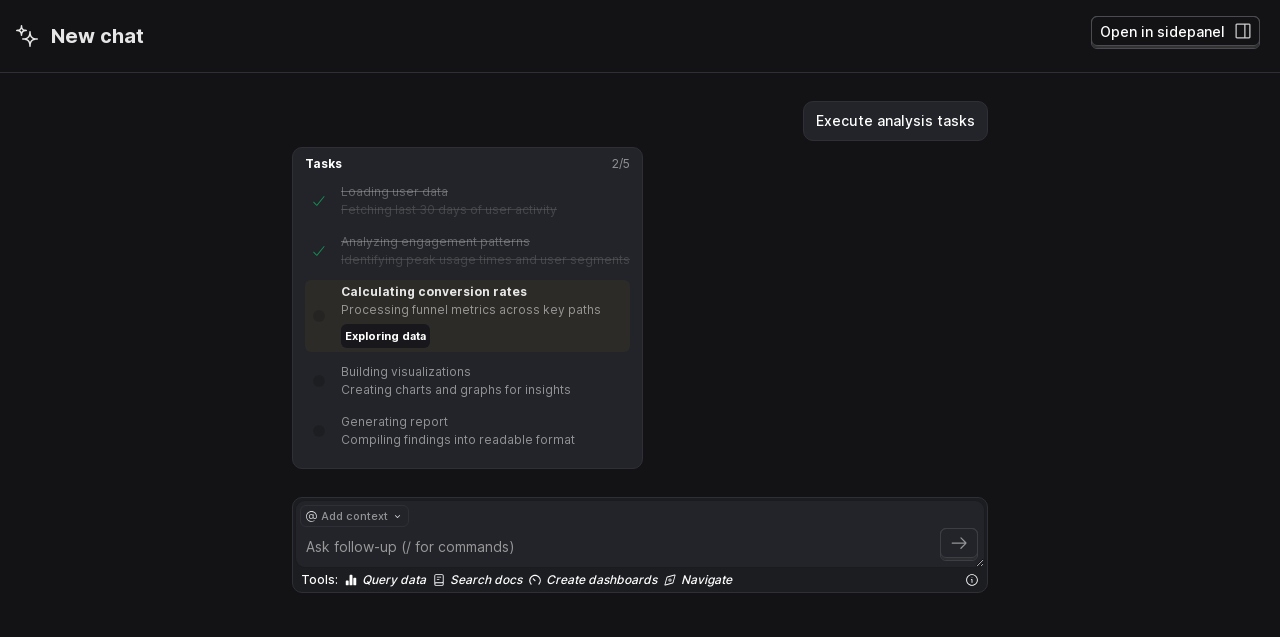 New chat
Open in sidepanel
Execute analysis tasks
Tasks 2/5
Loading user data
Fetching last 30 days of user activity
Analyzing engagement patterns
Identifying peak usage times and user segments
Calculating conversion rates
Processing funnel metrics across key paths
Exploring data
Building visualizations
Creating charts and graphs for insights
Generating report
Compiling findings into readable format
@ Add context
Ask follow-up (/ for commands)
Tools: Query data Search docs Create dashboards Navigate